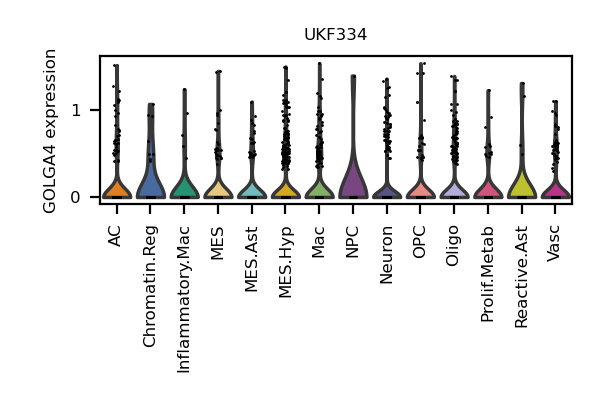 UKF334
GOLGA4 expression
1
0
AC
Chromatin.Reg
Inflammatory.Mac
MES
MES.Ast
MES.Hyp
Mac
NPC
Neuron
OPC
Oligo
Prolif.Metab
Reactive.Ast
Vasc